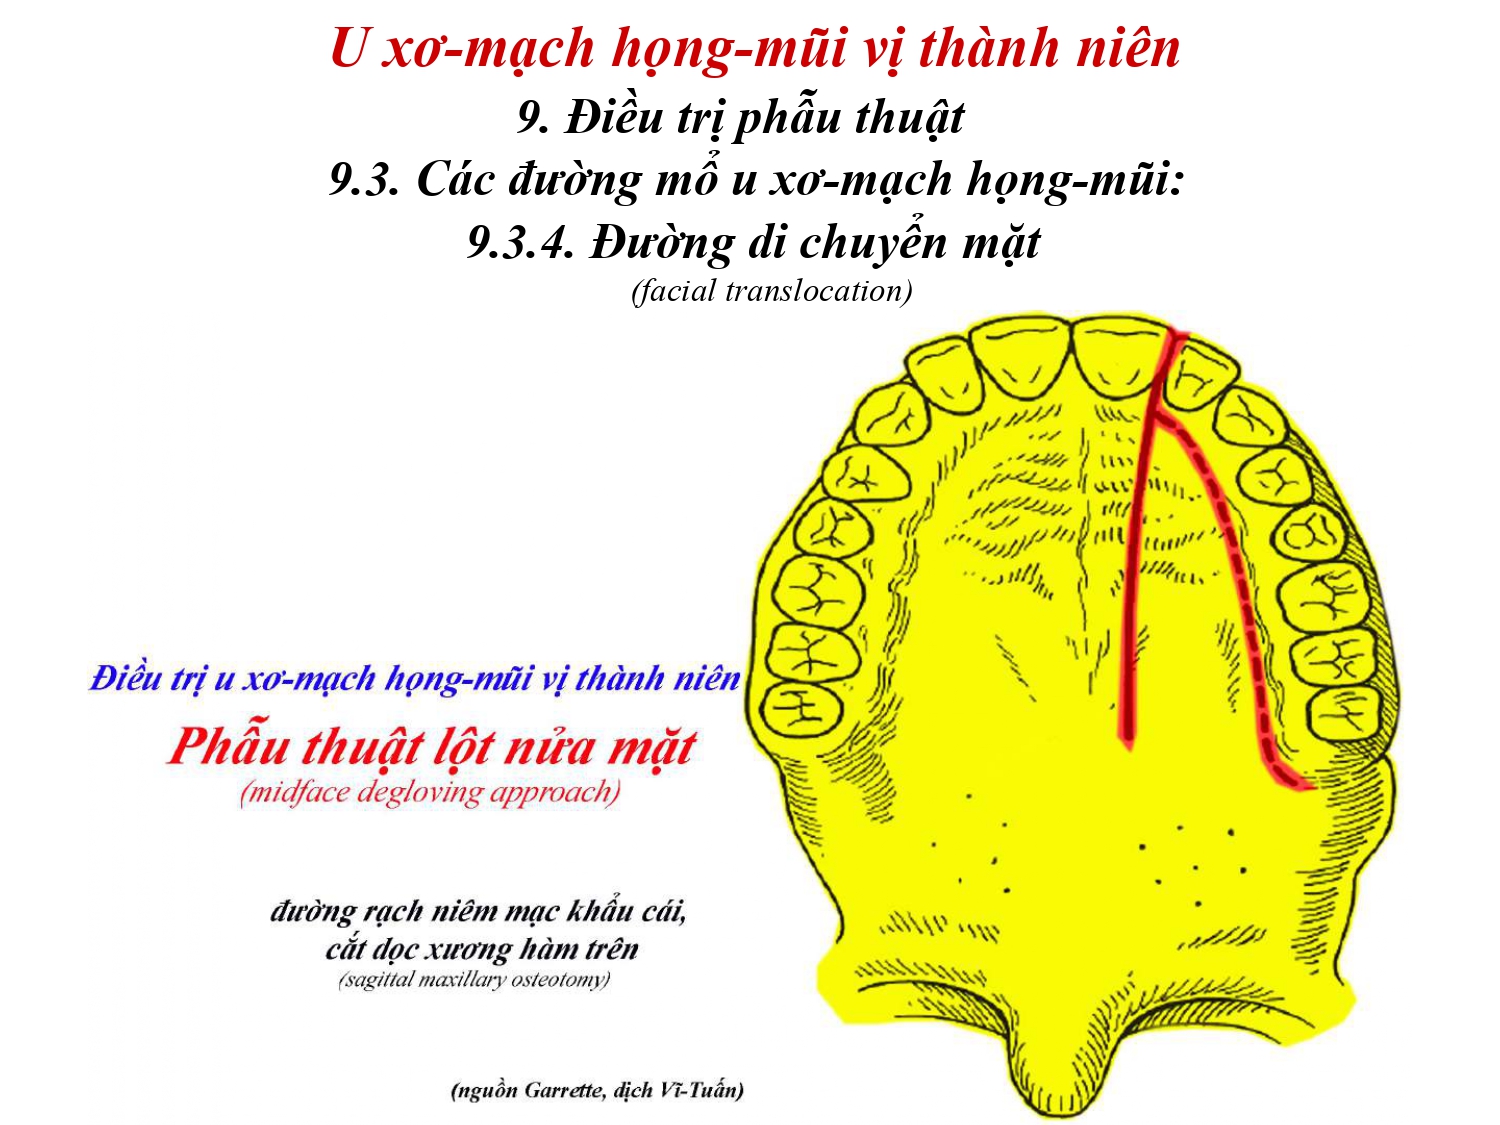 U xơ-mạch họng-mũi vị thành niên
9. Điều trị phẫu thuật
9.3. Các đường mổ u xơ-mạch họng-mũi:
9.3.4. Đường di chuyển mặt
(facial translocation)
Điều trị u xơ-mạch họng-mũi vị thành niên
Phẫu thuật lột nửa mặt
(midface degloving approach)
đường rạch niêm mạc khẩu cái,
cắt dọc xương hàm trên
(sagittal maxillary osteotomy)
(nguồn Garrette, dịch Vĩ-Tuấn)